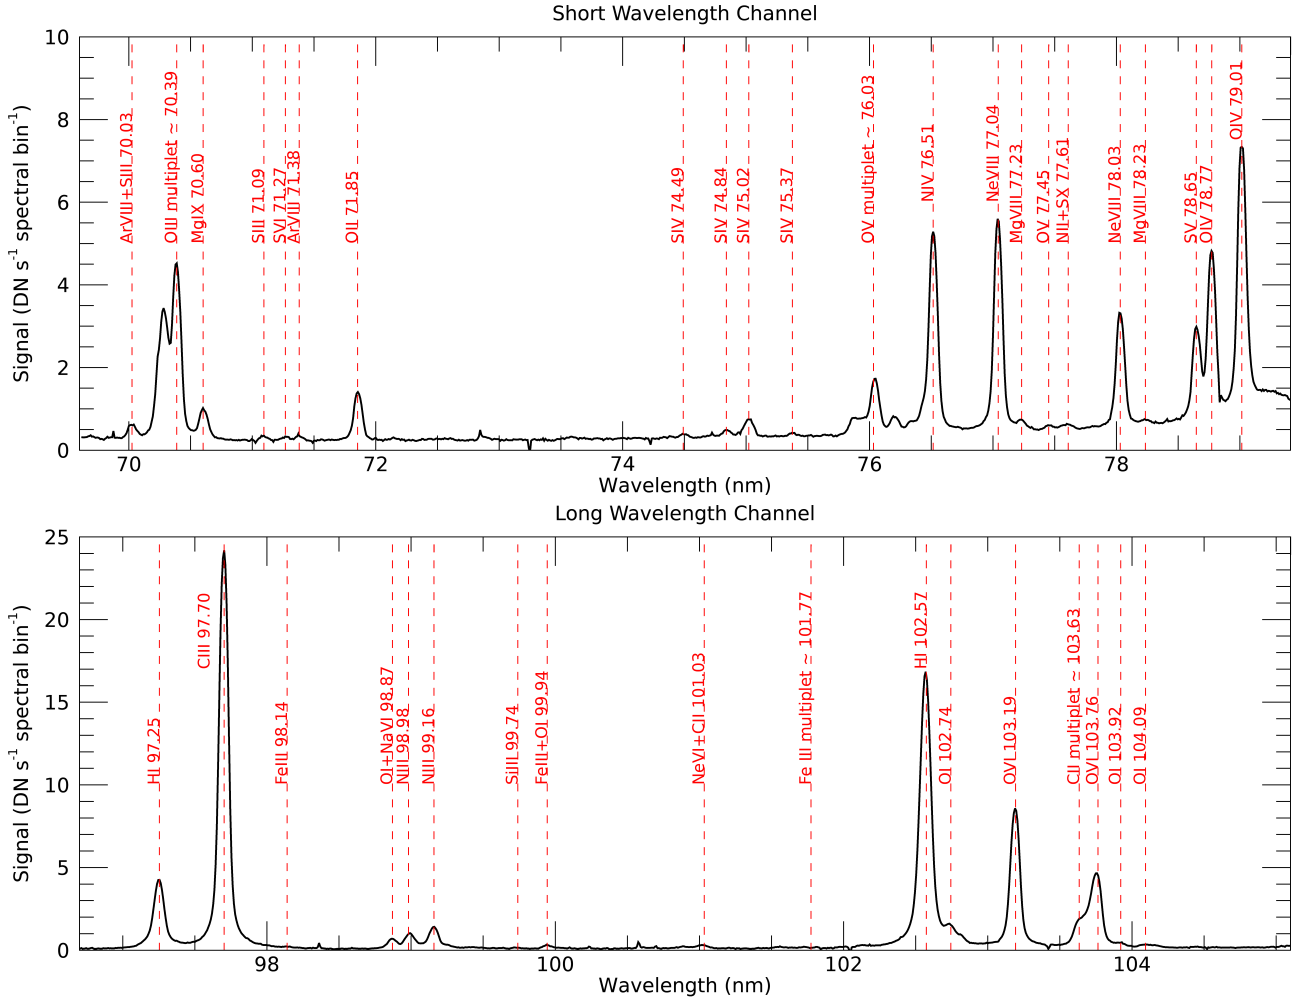 Short Wavelength Channel
Signal (DN s⁻¹ spectral bin⁻¹)
10
8
6
4
2
0
ArVIII+SIII 70.03
OIII multiplet ~ 70.39
MgIX 70.60
SIII 71.09
SVI 71.27
ArVIII 71.38
OII 71.85
SIV 74.49
SIV 74.84
SIV 75.02
SIV 75.37
OV multiplet ~ 76.03
NIV 76.51
NeVIII 77.04
MgVIII 77.23
OV 77.45
NII+SX 77.61
NeVIII 78.03
MgVIII 78.23
SV 78.65
OIV 78.77
OIV 79.01
70 72 74 76 78
Wavelength (nm)
Long Wavelength Channel
Signal (DN s⁻¹ spectral bin⁻¹)
25
20
15
10
5
0
HI 97.25
CIII 97.70
FeIII 98.14
OI+NaVI 98.87
NIII 98.98
NIII 99.16
SiIII 99.74
FeIII+OI 99.94
NeVI+CII 101.03
Fe III multiplet ~ 101.77
HI 102.57
OI 102.74
OVI 103.19
CII multiplet ~ 103.63
OVI 103.76
OI 103.92
OI 104.09
98 100 102 104
Wavelength (nm)